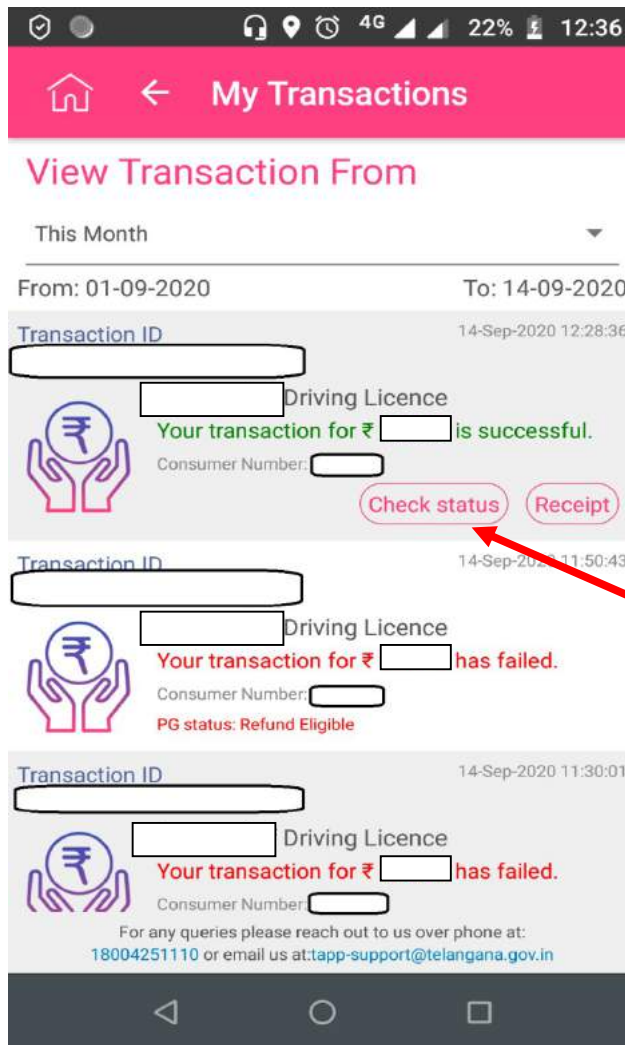 4G 22% 12:36
My Transactions
View Transaction From
This Month
From: 01-09-2020 To: 14-09-2020
Transaction ID 14-Sep-2020 12:28:36
Driving Licence
Your transaction for ₹ is successful.
Consumer Number:
Check status Receipt
Transaction ID 14-Sep-2020 11:50:43
Driving Licence
Your transaction for ₹ has failed.
Consumer Number:
PG status: Refund Eligible
Transaction ID 14-Sep-2020 11:30:01
Driving Licence
Your transaction for ₹ has failed.
Consumer Number:
For any queries please reach out to us over phone at:
18004251110 or email us at:tapp-support@telangana.gov.in